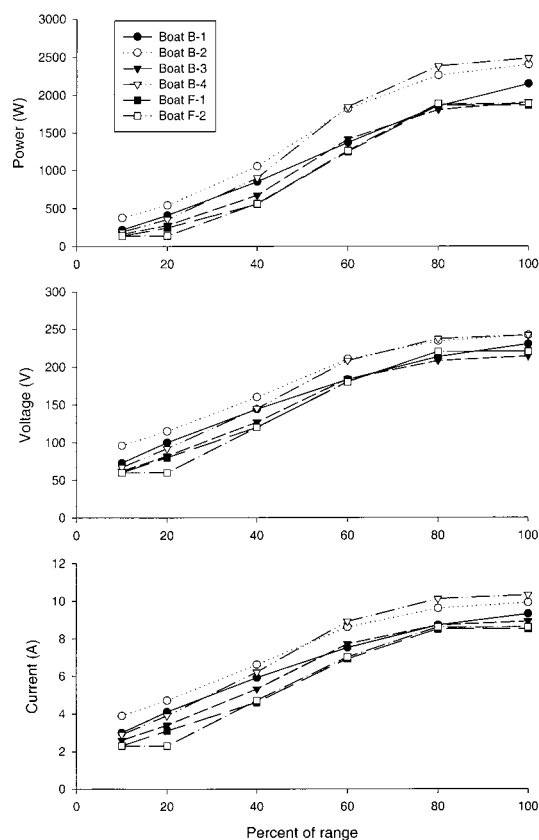 3000
2500
2000
1500
1000
500
0
Power (W)
Boat B-1
Boat B-2
Boat B-3
Boat B-4
Boat F-1
Boat F-2
0 20 40 60 80 100
300
250
200
150
100
50
0
Voltage (V)
0 20 40 60 80 100
12
10
8
6
4
2
0
Current (A)
0 20 40 60 80 100
Percent of range